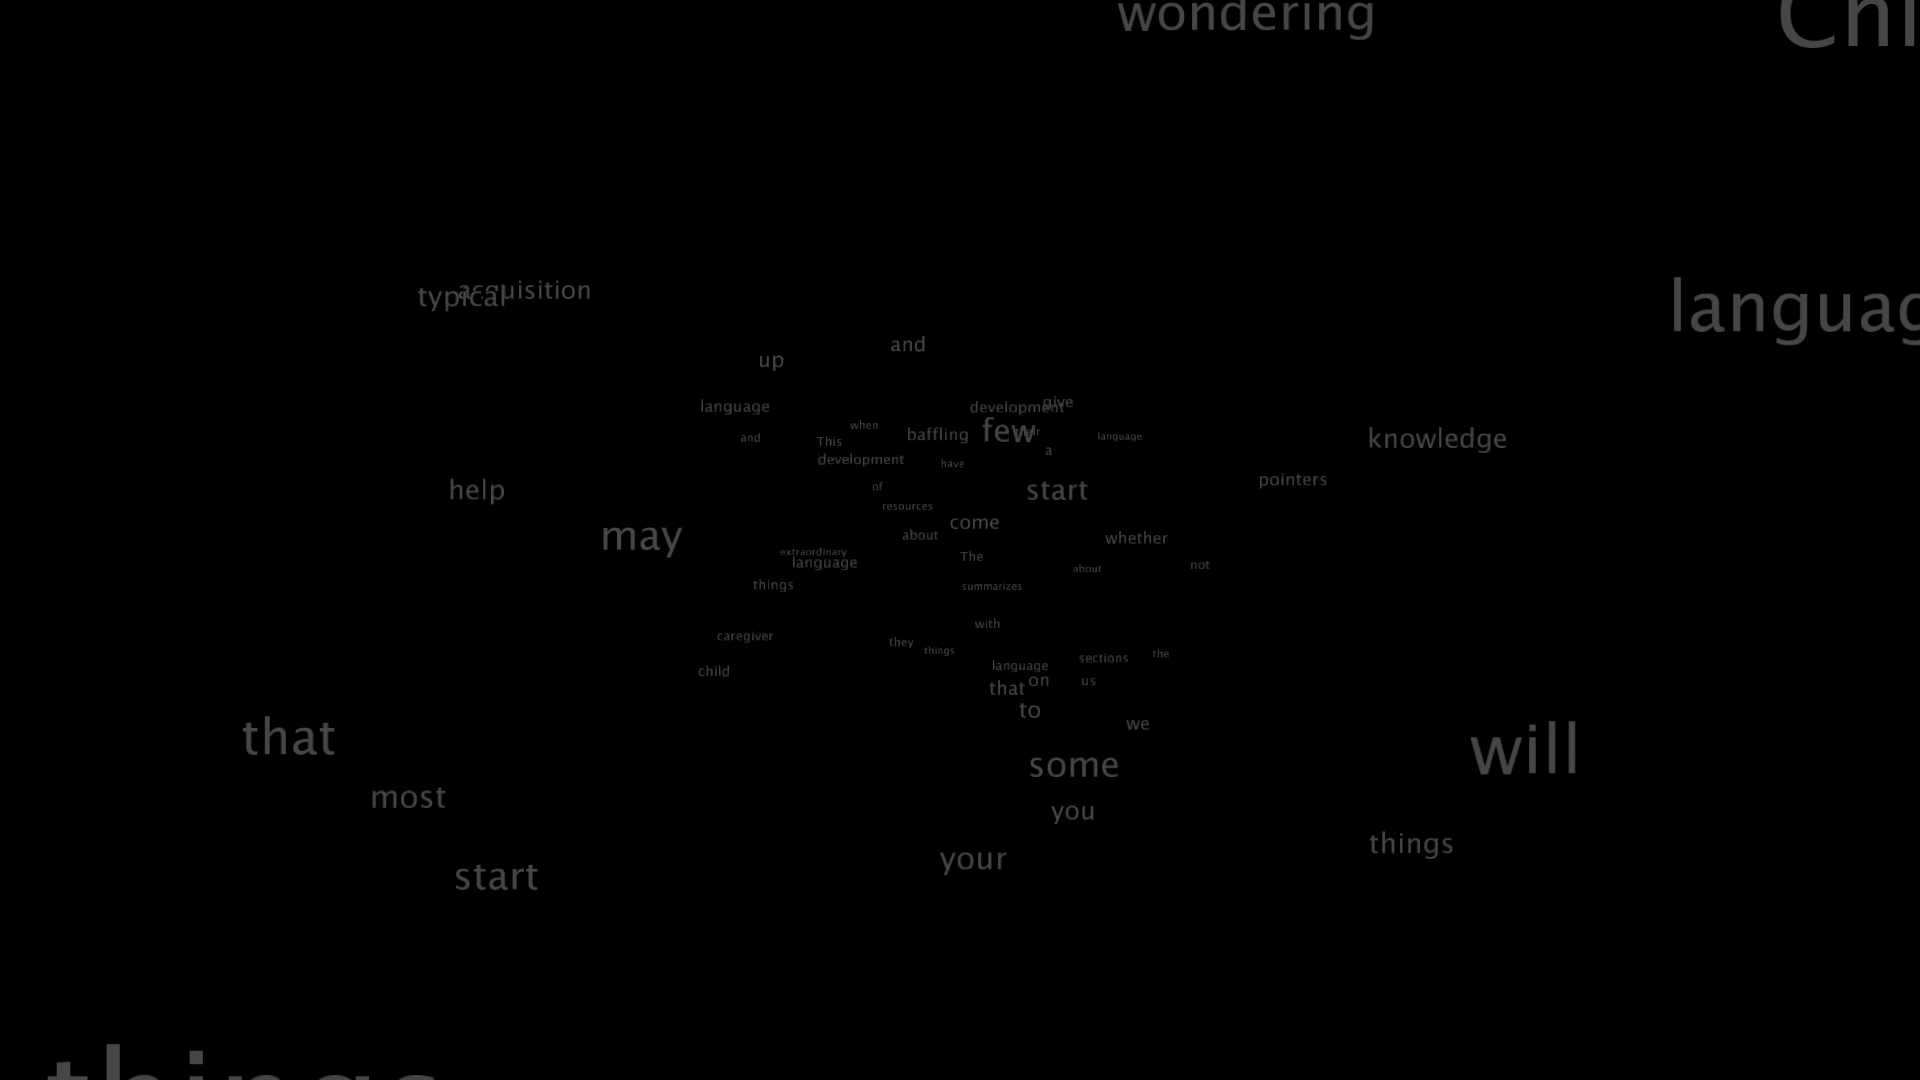 wondering
Chi
languag
acquisition
typical
and
up
give
language
development
when
few
their
baffling
language
and
This
knowledge
a
development
have
pointers
of
help
start
resources
come
about
may
whether
extraordinary
The
language
not
about
things
summarizes
with
caregiver
they
things
the
sections
language
child
on
us
that
to
we
that
will
some
most
you
things
your
start
things